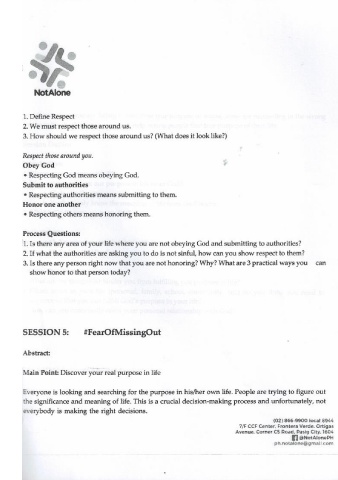 NotAlone
1. Define Respect
2. We must respect those around us.
3. How should we respect those around us? (What does it look like?)
Respect those around you.
Obey God
• Respecting God means obeying God.
Submit to authorities
• Respecting authorities means submitting to them.
Honor one another
• Respecting others means honoring them.
Process Questions:
1. Is there any area of your life where you are not obeying God and submitting to authorities?
2. If what the authorities are asking you to do is not sinful, how can you show respect to them?
3. Is there any person right now that you are not honoring? Why? What are 3 practical ways you can
show honor to that person today?
SESSION 5: #FearOfMissingOut
Abstract:
Main Point: Discover your real purpose in life
Everyone is looking and searching for the purpose in his/her own life. People are trying to figure out
the significance and meaning of life. This is a crucial decision-making process and unfortunately, not
everybody is making the right decisions.
(02) 866-9900 local 6944
7/F CCF Center, Frontera Verde, Ortigas
Avenue, Corner C5 Road, Pasig City, 1604
@NotAlonePH
ph.notalone@gmail.com